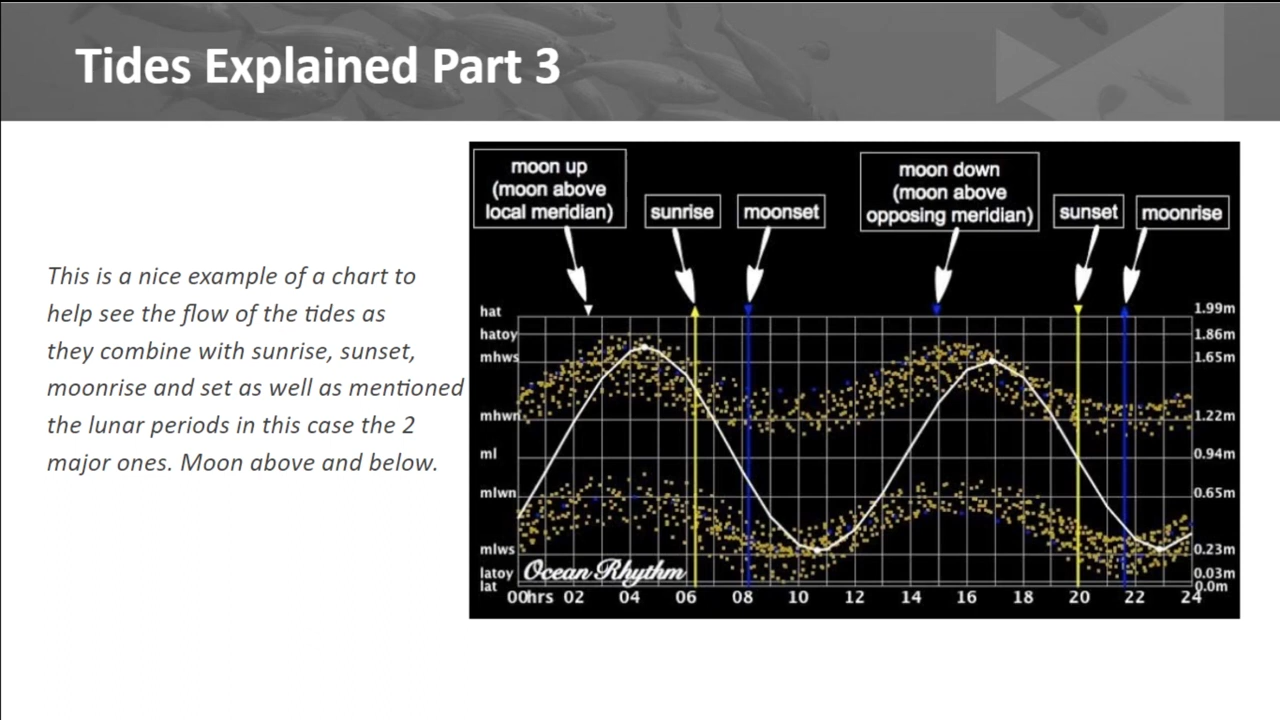 Tides Explained Part 3
This is a nice example of a chart to
help see the flow of the tides as
they combine with sunrise, sunset,
moonrise and set as well as mentioned
the lunar periods in this case the 2
major ones. Moon above and below.
moon up
(moon above
local meridian)
sunrise
moonset
moon down
(moon above
opposing meridian)
sunset
moonrise
hat
hatoy
mhws
mhwn
ml
mlwn
mlws
latoy
lat
1.99m
1.86m
1.65m
1.22m
0.94m
0.65m
0.23m
0.03m
0.0m
Ocean Rhythm
00hrs 02 04 06 08 10 12 14 16 18 20 22 24